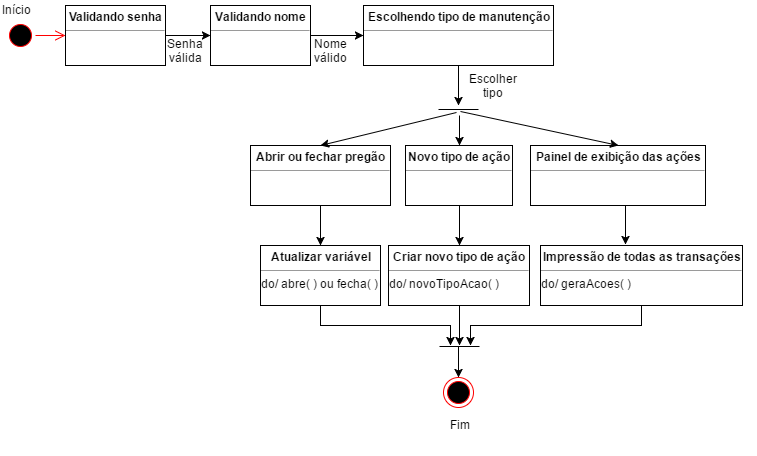 Início
Validando senha
Validando nome
Escolhendo tipo de manutenção
Senha
válida
Nome
válido
Escolher
tipo
Abrir ou fechar pregão
Novo tipo de ação
Painel de exibição das ações
Atualizar variável
do/ abre( ) ou fecha( )
Criar novo tipo de ação
do/ novoTipoAcao( )
Impressão de todas as transações
do/ geraAcoes( )
Fim